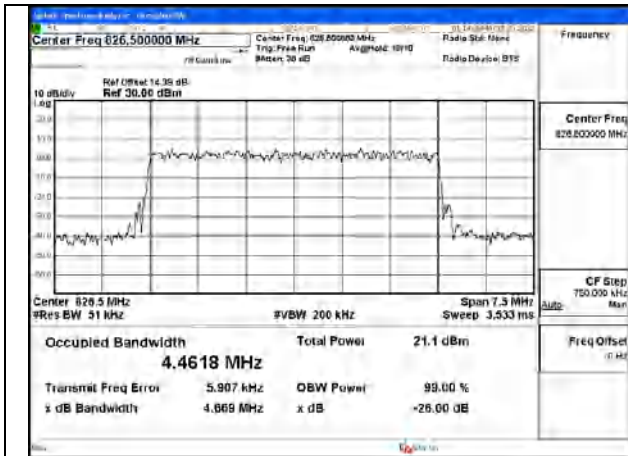 Center Freq 826.500000 MHz
Center Freq: 826.500000 MHz
Radio Std: None
Frequency
Trig: Free Run
Avg|Hold: 10/10
#Atten: 30 dB
Radio Device: BTS
Ref Offset 14.39 dB
10 dB/div Ref 30.00 dBm
Log
Center Freq
826.500000 MHz
Center 826.5 MHz
Span 7.5 MHz
#Res BW 51 kHz
#VBW 200 kHz
Sweep 3.533 ms
CF Step
750.000 kHz
Auto Man
Occupied Bandwidth
Total Power 21.1 dBm
4.4618 MHz
Freq Offset
0 Hz
Transmit Freq Error 5.907 kHz
OBW Power 99.00 %
x dB Bandwidth 4.869 MHz
x dB -26.00 dB